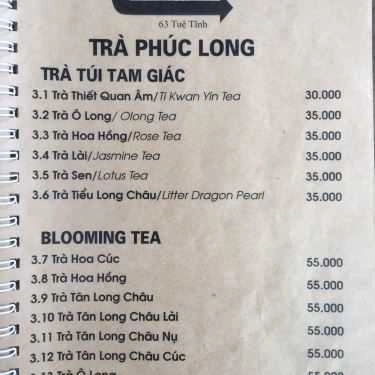 63 Tuệ Tĩnh
TRÀ PHÚC LONG
TRÀ TÚI TAM GIÁC
3.1 Trà Thiết Quan Âm/Ti Kwan Yin Tea 30.000
3.2 Trà Ô Long/ Olong Tea 35.000
3.3 Trà Hoa Hồng/Rose Tea 35.000
3.4 Trà Lài/Jasmine Tea 35.000
3.5 Trà Sen/Lotus Tea 35.000
3.6 Trà Tiểu Long Châu/Litter Dragon Pearl 35.000
BLOOMING TEA
3.7 Trà Hoa Cúc 55.000
3.8 Trà Hoa Hồng 55.000
3.9 Trà Tân Long Châu 55.000
3.10 Trà Tân Long Châu Lài 55.000
3.11 Trà Tân Long Châu Nụ 55.000
3.12 Trà Tân Long Châu Cúc 55.000
3.13 Trà Ô Long 55.000